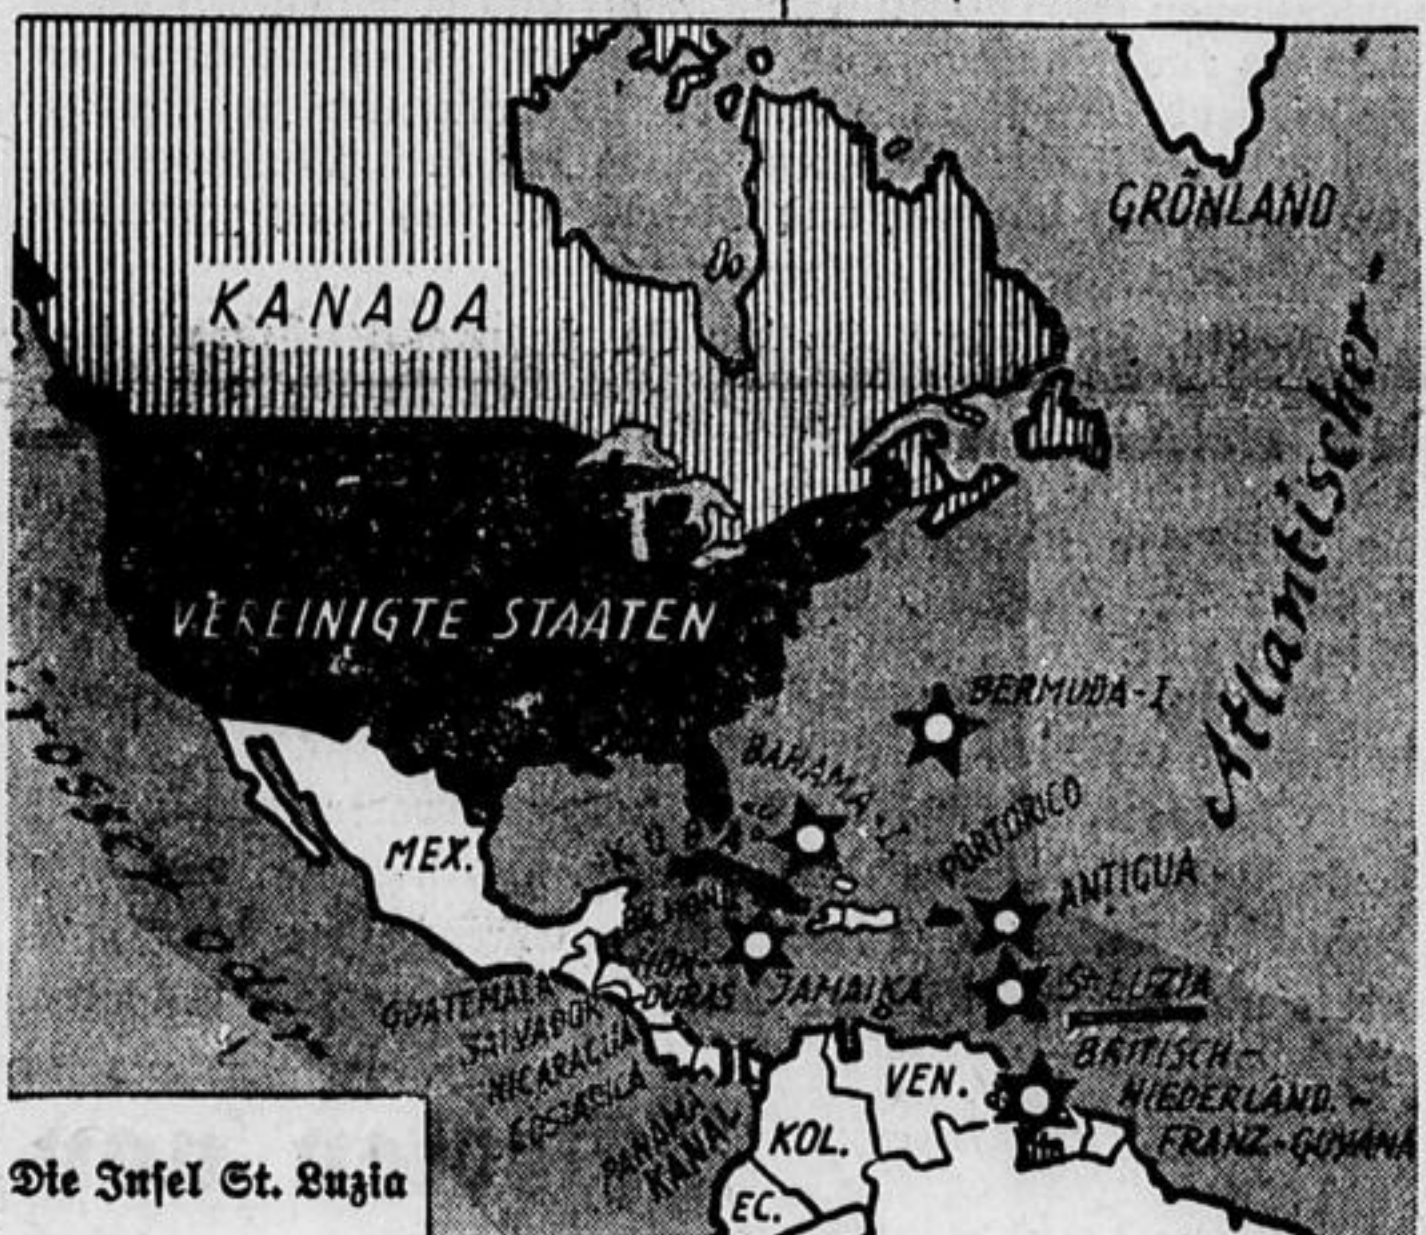 GRÖNLAND
KANADA
Atlantischer-
VEREINIGTE STAATEN
BERMUDA-I.
BAHAMA-I.
Grosser oder
PORTORICO
KUBA
MEX.
ANTIGUA
HON-
DURAS
JAMAIKA
St. LUZIA
GUATEMALA
SALVADOR
NICARAGUA
COSTARICA
PANAMA
KANAL
VEN.
KOL.
EC.
BRITISCH-
NIEDERLÄND.-
FRANZ.-GUYANA
Die Insel St. Luzia